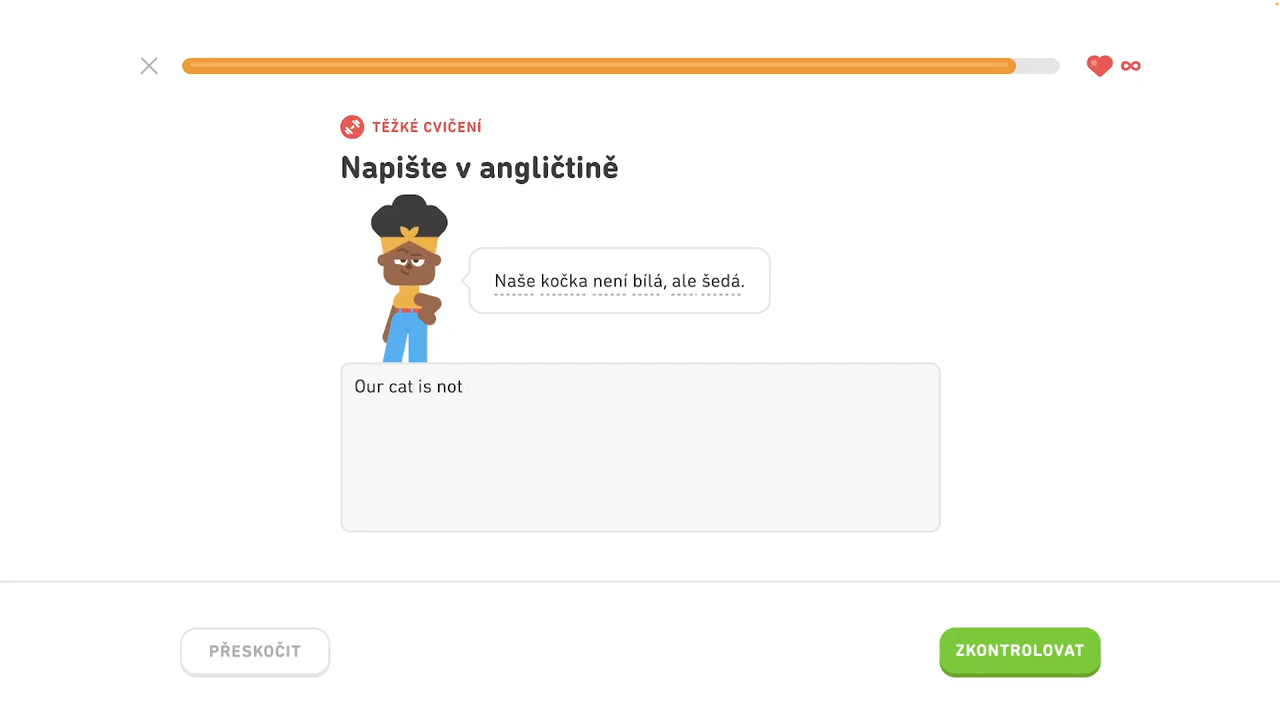 ∞
TĚŽKÉ CVIČENÍ
Napište v angličtině
Naše kočka není bílá, ale šedá.
Our cat is not
PŘESKOČIT
ZKONTROLOVAT